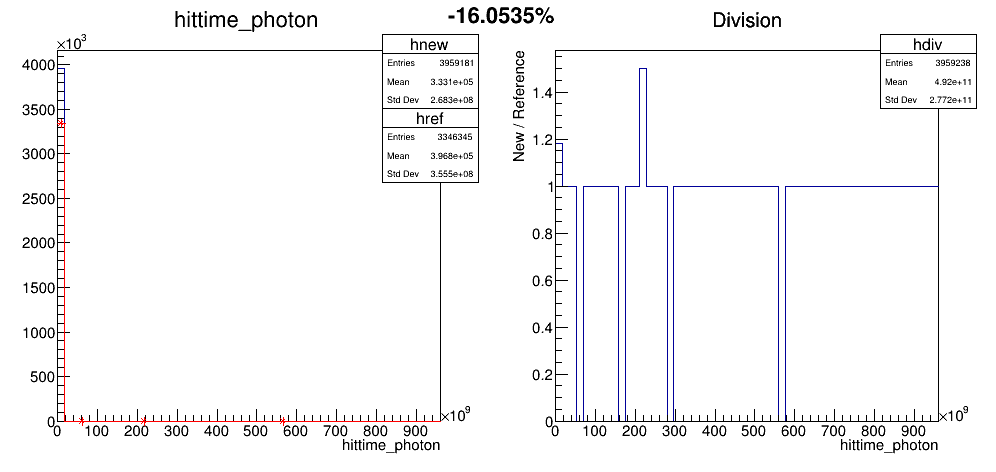 -16.0535%
hittime_photon
×10³
hnew
Entries 3959181
Mean 3.331e+05
Std Dev 2.683e+08
href
Entries 3346345
Mean 3.968e+05
Std Dev 3.555e+08
4000
3500
3000
2500
2000
1500
1000
500
0
0 100 200 300 400 500 600 700 800 900
×10⁹
hittime_photon
Division
hdiv
Entries 3959238
Mean 4.92e+11
Std Dev 2.772e+11
New / Reference
1.4
1.2
1
0.8
0.6
0.4
0.2
0
0 100 200 300 400 500 600 700 800 900
×10⁹
hittime_photon